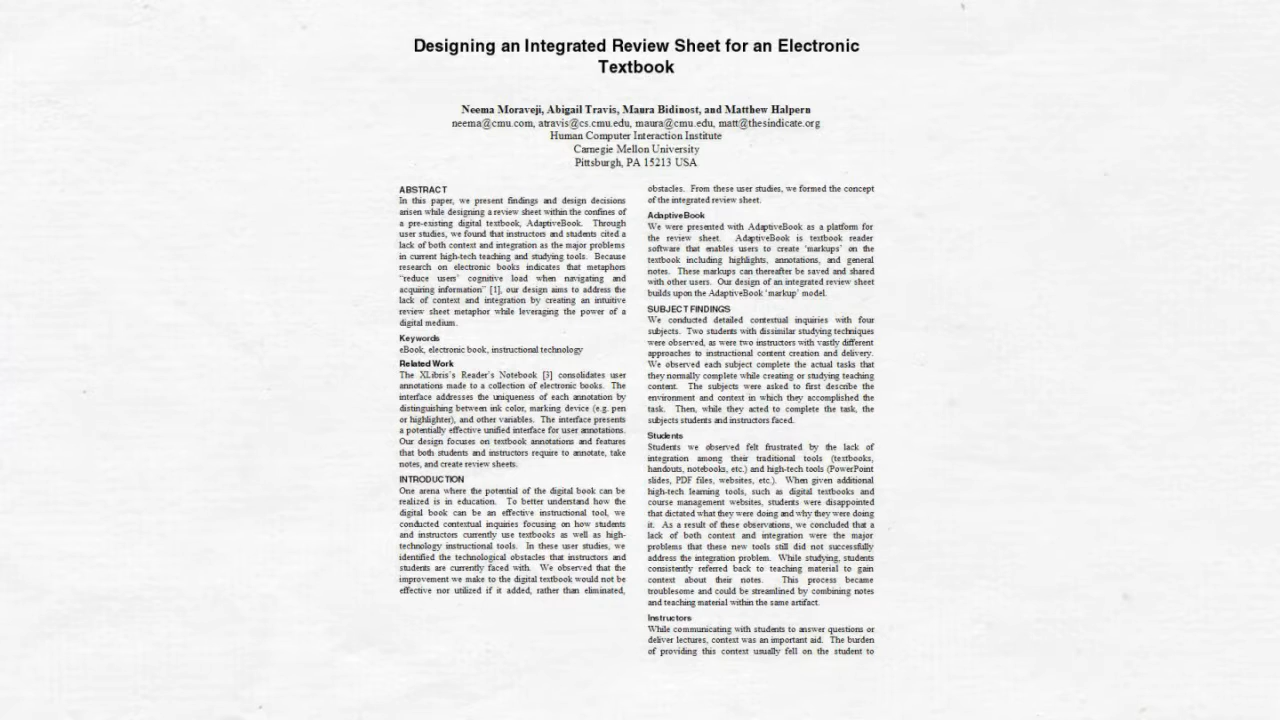 Designing an Integrated Review Sheet for an Electronic
Textbook
Neema Moraveji, Abigail Travis, Maura Bidinost, and Matthew Halpern
neema@cmu.com, atravis@cs.cmu.edu, maura@cmu.edu, matt@thesindicate.org
Human Computer Interaction Institute
Carnegie Mellon University
Pittsburgh, PA 15213 USA
ABSTRACT
In this paper, we present findings and design decisions
arisen while designing a review sheet within the confines of
a pre-existing digital textbook, AdaptiveBook. Through
user studies, we found that instructors and students cited a
lack of both context and integration as the major problems
in current high-tech teaching and studying tools. Because
research on electronic books indicates that metaphors
"reduce users' cognitive load when navigating and
acquiring information" [1], our design aims to address the
lack of context and integration by creating an intuitive
review sheet metaphor while leveraging the power of a
digital medium.
Keywords
eBook, electronic book, instructional technology
Related Work
The XLibris's Reader's Notebook [3] consolidates user
annotations made to a collection of electronic books. The
interface addresses the uniqueness of each annotation by
distinguishing between ink color, marking device (e.g. pen
or highlighter), and other variables. The interface presents
a potentially effective unified interface for user annotations.
Our design focuses on textbook annotations and features
that both students and instructors require to annotate, take
notes, and create review sheets.
INTRODUCTION
One arena where the potential of the digital book can be
realized is in education. To better understand how the
digital book can be an effective instructional tool, we
conducted contextual inquiries focusing on how students
and instructors currently use textbooks as well as high-
technology instructional tools. In these user studies, we
identified the technological obstacles that instructors and
students are currently faced with. We observed that the
improvement we make to the digital textbook would not be
effective nor utilized if it added, rather than eliminated,
obstacles. From these user studies, we formed the concept
of the integrated review sheet.
AdaptiveBook
We were presented with AdaptiveBook as a platform for
the review sheet. AdaptiveBook is textbook reader
software that enables users to create 'markups' on the
textbook including highlights, annotations, and general
notes. These markups can thereafter be saved and shared
with other users. Our design of an integrated review sheet
builds upon the AdaptiveBook 'markup' model.
SUBJECT FINDINGS
We conducted detailed contextual inquiries with four
subjects. Two students with dissimilar studying techniques
were observed, as were two instructors with vastly different
approaches to instructional content creation and delivery.
We observed each subject complete the actual tasks that
they normally complete while creating or studying teaching
content. The subjects were asked to first describe the
environment and context in which they accomplished the
task. Then, while they acted to complete the task, the
subjects students and instructors faced.
Students
Students we observed felt frustrated by the lack of
integration among their traditional tools (textbooks,
handouts, notebooks, etc.) and high-tech tools (PowerPoint
slides, PDF files, websites, etc.). When given additional
high-tech learning tools, such as digital textbooks and
course management websites, students were disappointed
that dictated what they were doing and why they were doing
it. As a result of these observations, we concluded that a
lack of both context and integration were the major
problems that these new tools still did not successfully
address the integration problem. While studying, students
consistently referred back to teaching material to gain
context about their notes. This process became
troublesome and could be streamlined by combining notes
and teaching material within the same artifact.
Instructors
While communicating with students to answer questions or
deliver lectures, context was an important aid. The burden
of providing this context usually fell on the student to